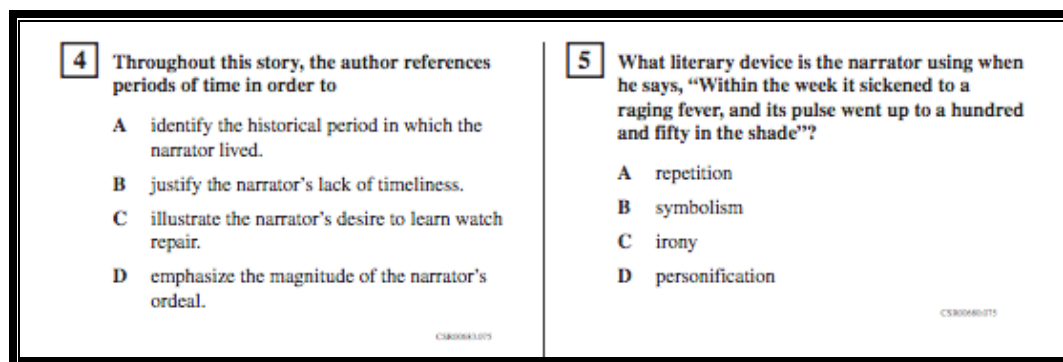 4 Throughout this story, the author references
periods of time in order to
A identify the historical period in which the
narrator lived.
B justify the narrator's lack of timeliness.
C illustrate the narrator's desire to learn watch
repair.
D emphasize the magnitude of the narrator's
ordeal.
5 What literary device is the narrator using when
he says, “Within the week it sickened to a
raging fever, and its pulse went up to a hundred
and fifty in the shade”?
A repetition
B symbolism
C irony
D personification